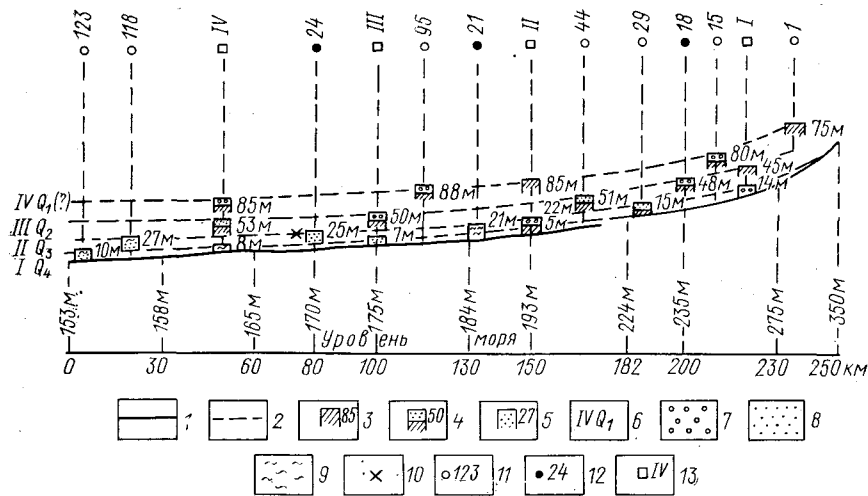 123 118 IV 24 III 95 21 II 44 29 18 15 I 1
75м
80м
IV Q1(?) 85м 88м 85м 48м 45м 14м
III Q2 53м 50м 22м 51м 15м
II Q3 10м 27м 8м 25м 7м 21м 5м
I Q4
153м 158м 165м 170м 175м 184м 193м 224м 235м 275м 350м
Уровень моря
0 30 60 80 100 130 150 182 200 230 250 км
1 2 85 3 50 4 27 5 IV Q1 6 7 8
9 10 123 11 24 12 IV 13